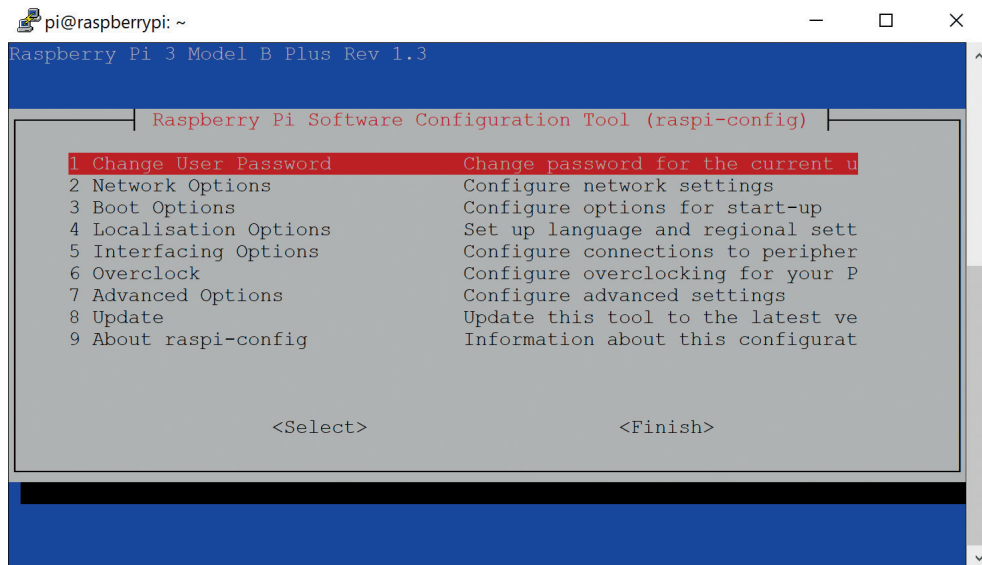 pi@raspberrypi: ~
Raspberry Pi 3 Model B Plus Rev 1.3
Raspberry Pi Software Configuration Tool (raspi-config)
1 Change User Password Change password for the current u
2 Network Options Configure network settings
3 Boot Options Configure options for start-up
4 Localisation Options Set up language and regional sett
5 Interfacing Options Configure connections to peripher
6 Overclock Configure overclocking for your P
7 Advanced Options Configure advanced settings
8 Update Update this tool to the latest ve
9 About raspi-config Information about this configurat
<Select> <Finish>